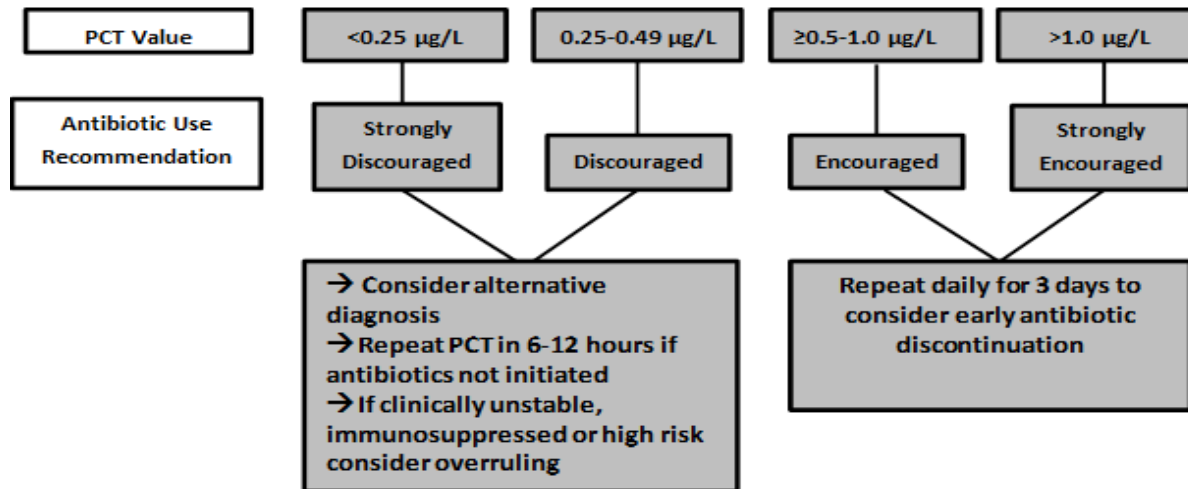 PCT Value
<0.25 µg/L
0.25-0.49 µg/L
≥0.5-1.0 µg/L
>1.0 µg/L
Antibiotic Use
Recommendation
Strongly
Discouraged
Discouraged
Encouraged
Strongly
Encouraged
→ Consider alternative
diagnosis
→Repeat PCT in 6-12 hours if
antibiotics not initiated
→If clinically unstable,
immunosuppressed or high risk
consider overruling
Repeat daily for 3 days to
consider early antibiotic
discontinuation